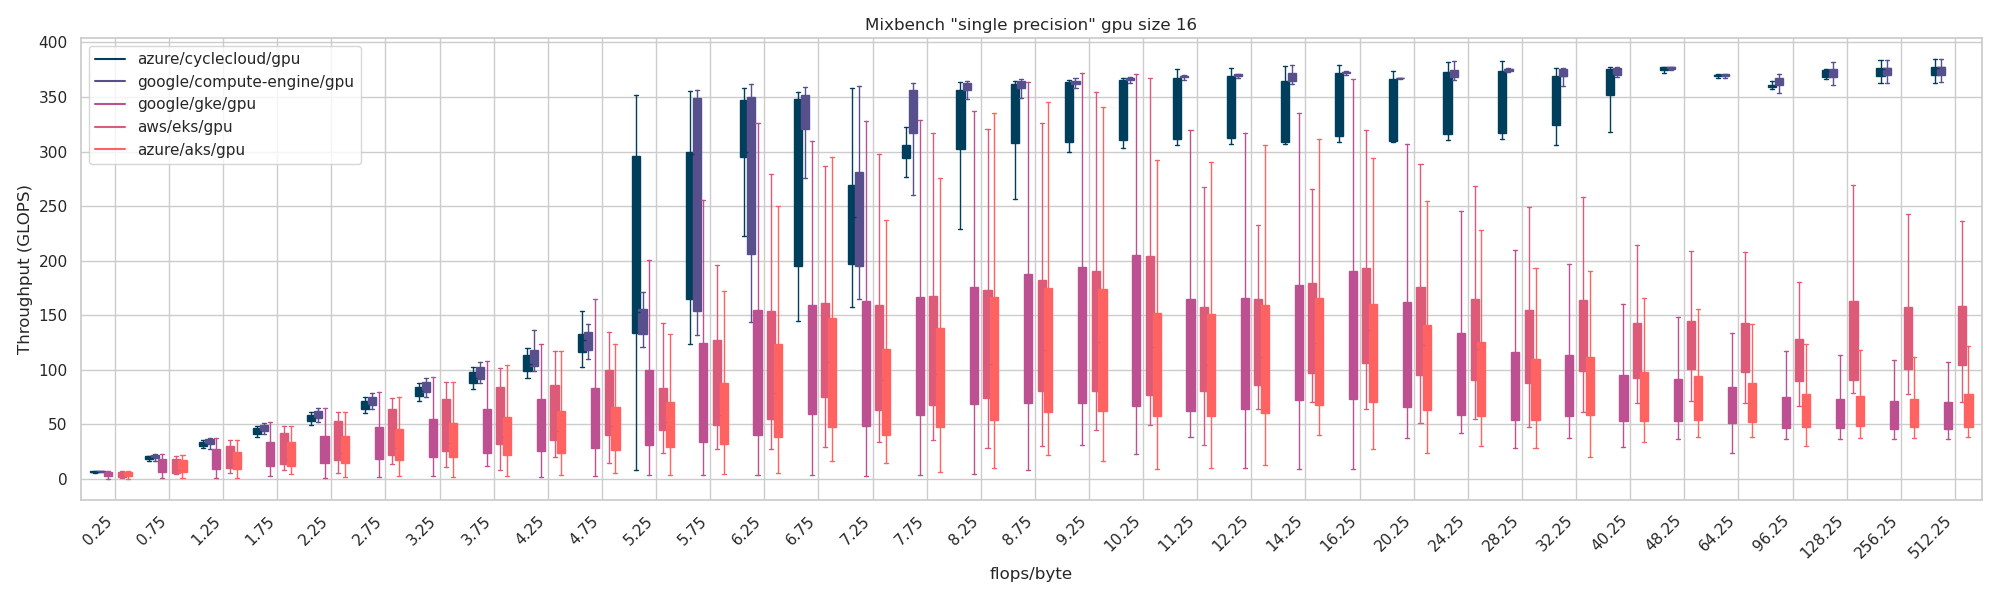 Mixbench "single precision" gpu size 16
azure/cyclecloud/gpu
google/compute-engine/gpu
google/gke/gpu
aws/eks/gpu
azure/aks/gpu
Throughput (GLOPS)
400
350
300
250
200
150
100
50
0
0.25 0.75 1.25 1.75 2.25 2.75 3.25 3.75 4.25 4.75 5.25 5.75 6.25 6.75 7.25 7.75 8.25 8.75 9.25 10.25 11.25 12.25 14.25 16.25 20.25 24.25 28.25 32.25 40.25 48.25 64.25 96.25 128.25 256.25 512.25
flops/byte